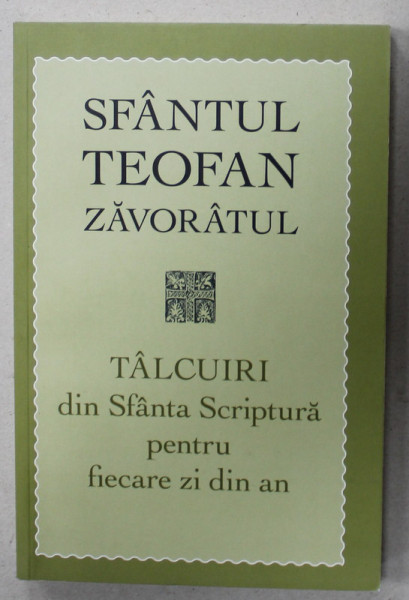 SFÂNTUL
TEOFAN
ZĂVORÂTUL
TÂLCUIRI
din Sfânta Scriptură
pentru
fiecare zi din an